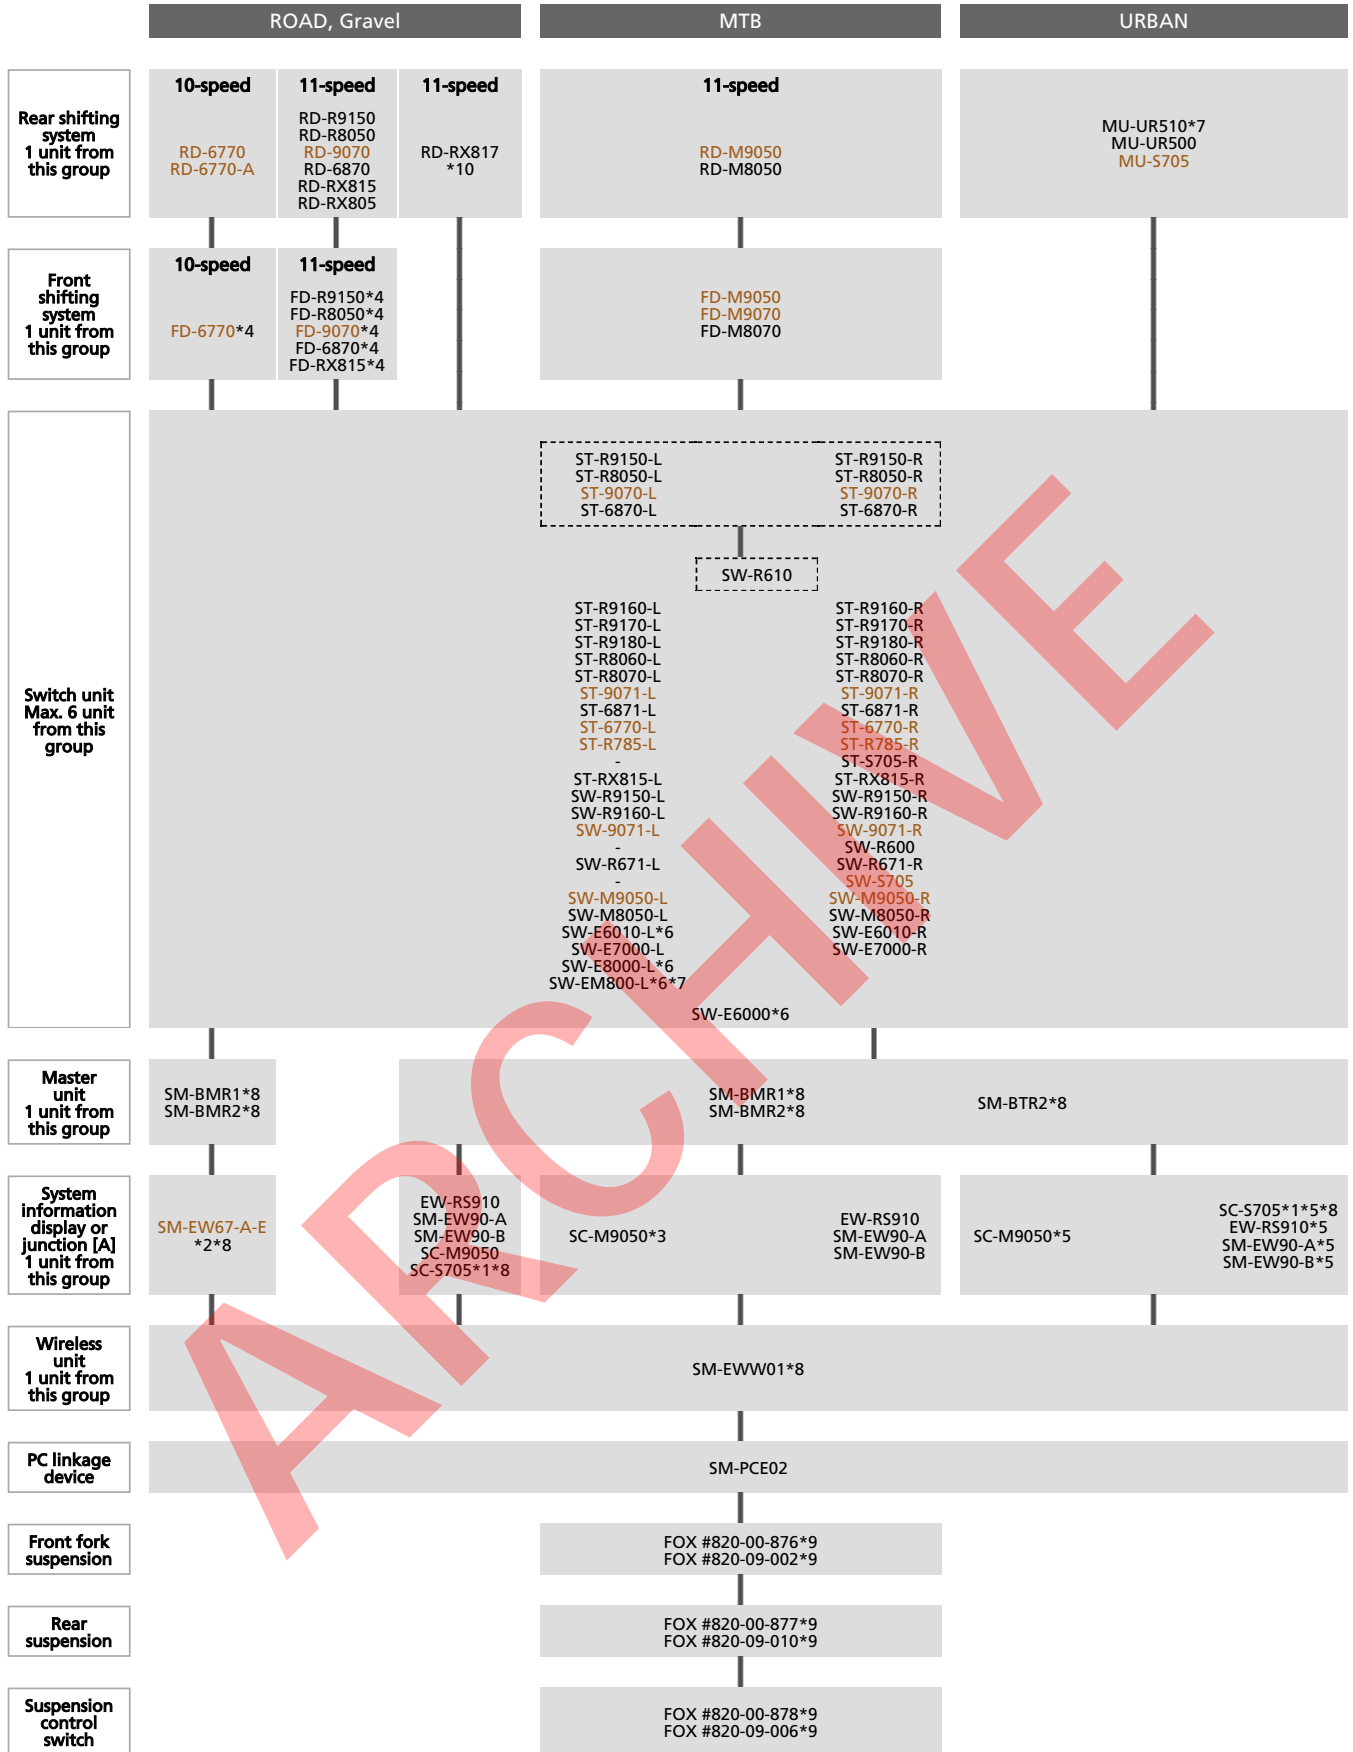 ROAD, Gravel
MTB
URBAN
Rear shifting
system
1 unit from
this group
10-speed
RD-6770
RD-6770-A
11-speed
RD-R9150
RD-R8050
RD-9070
RD-6870
RD-RX815
RD-RX805
11-speed
RD-RX817
*10
11-speed
RD-M9050
RD-M8050
MU-UR510*7
MU-UR500
MU-S705
Front
shifting
system
1 unit from
this group
10-speed
FD-6770*4
11-speed
FD-R9150*4
FD-R8050*4
FD-9070*4
FD-6870*4
FD-RX815*4
FD-M9050
FD-M9070
FD-M8070
Switch unit
Max. 6 unit
from this
group
ST-R9150-L
ST-R8050-L
ST-9070-L
ST-6870-L
ST-R9150-R
ST-R8050-R
ST-9070-R
ST-6870-R
SW-R610
ST-R9160-L
ST-R9170-L
ST-R9180-L
ST-R8060-L
ST-R8070-L
ST-9071-L
ST-6871-L
ST-6770-L
ST-R785-L
-
ST-RX815-L
SW-R9150-L
SW-R9160-L
SW-9071-L
-
SW-R671-L
-
SW-M9050-L
SW-M8050-L
SW-E6010-L*6
SW-E7000-L
SW-E8000-L*6
SW-EM800-L*6*7
ST-R9160-R
ST-R9170-R
ST-R9180-R
ST-R8060-R
ST-R8070-R
ST-9071-R
ST-6871-R
ST-6770-R
ST-R785-R
ST-S705-R
ST-RX815-R
SW-R9150-R
SW-R9160-R
SW-9071-R
SW-R600
SW-R671-R
SW-S705
SW-M9050-R
SW-M8050-R
SW-E6010-R
SW-E7000-R
SW-E6000*6
Master
unit
1 unit from
this group
SM-BMR1*8
SM-BMR2*8
SM-BMR1*8
SM-BMR2*8
SM-BTR2*8
System
information
display or
junction [A]
1 unit from
this group
SM-EW67-A-E
*2*8
EW-RS910
SM-EW90-A
SM-EW90-B
SC-M9050
SC-S705*1*8
SC-M9050*3
EW-RS910
SM-EW90-A
SM-EW90-B
SC-M9050*5
SC-S705*1*5*8
EW-RS910*5
SM-EW90-A*5
SM-EW90-B*5
Wireless
unit
1 unit from
this group
SM-EWW01*8
PC linkage
device
SM-PCE02
Front fork
suspension
FOX #820-00-876*9
FOX #820-09-002*9
Rear
suspension
FOX #820-00-877*9
FOX #820-09-010*9
Suspension
control
switch
FOX #820-00-878*9
FOX #820-09-006*9
ARCHIVE